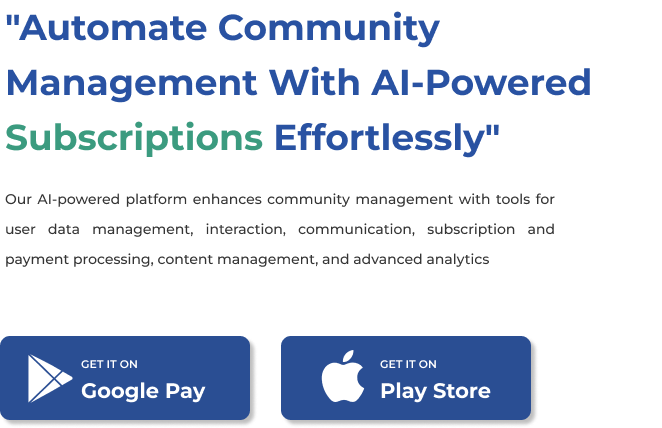 "Automate Community
Management With AI-Powered
Subscriptions Effortlessly"
Our AI-powered platform enhances community management with tools for
user data management, interaction, communication, subscription and
payment processing, content management, and advanced analytics
GET IT ON
Google Pay
GET IT ON
Play Store